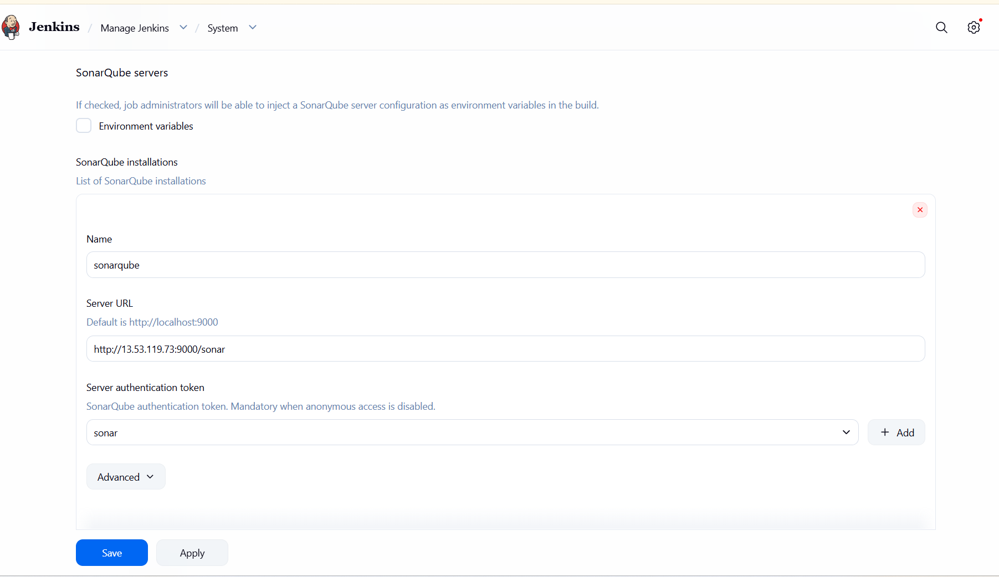 Jenkins / Manage Jenkins / System
SonarQube servers
If checked, job administrators will be able to inject a SonarQube server configuration as environment variables in the build.
Environment variables
SonarQube installations
List of SonarQube installations
Name
sonarqube
Server URL
Default is http://localhost:9000
http://13.53.119.73:9000/sonar
Server authentication token
SonarQube authentication token. Mandatory when anonymous access is disabled.
sonar
+ Add
Advanced
Save Apply